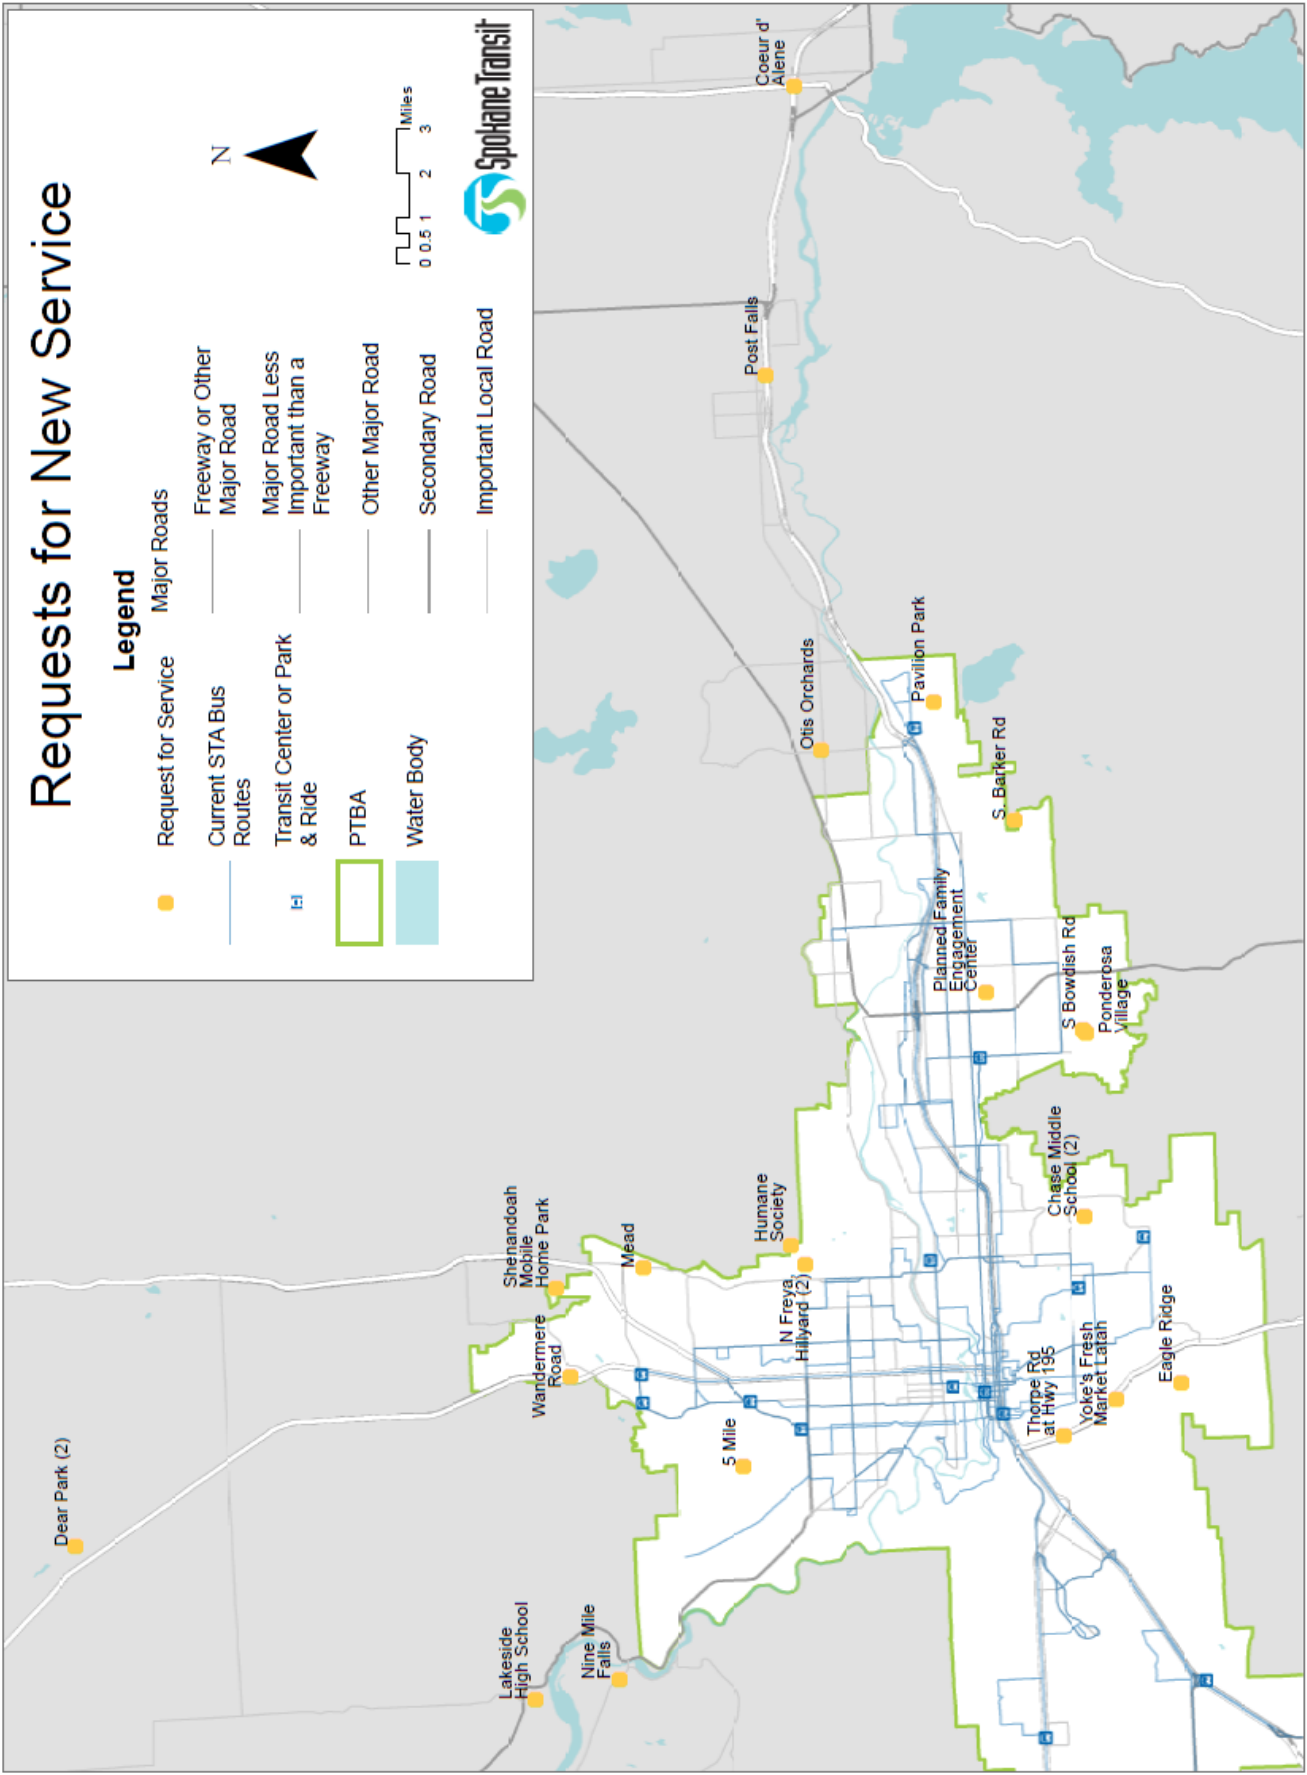 Requests for New Service
Legend
Request for Service
Current STA Bus
Routes
Transit Center or Park
& Ride
PTBA
Water Body
Major Roads
Freeway or Other
Major Road
Major Road Less
Important than a
Freeway
Other Major Road
Secondary Road
Important Local Road
N
0 0.5 1 2 3
Miles
Spokane Transit
Dear Park (2)
Lakeside
High School
Nine Mile
Falls
Wandermere
Road
Shenandoah
Mobile
Home Park
Mead
5 Mile
Humane
Society
N Freya,
Hillyard (2)
Otis Orchards
Post Falls
Coeur d'
Alene
Pavilion Park
S. Barker Rd
Planned Family
Engagement
Center
S Bowdish Rd
Ponderosa
Village
Chase Middle
School (2)
Thorpe Rd
at Hwy 195
Yoke's Fresh
Market Latah
Eagle Ridge